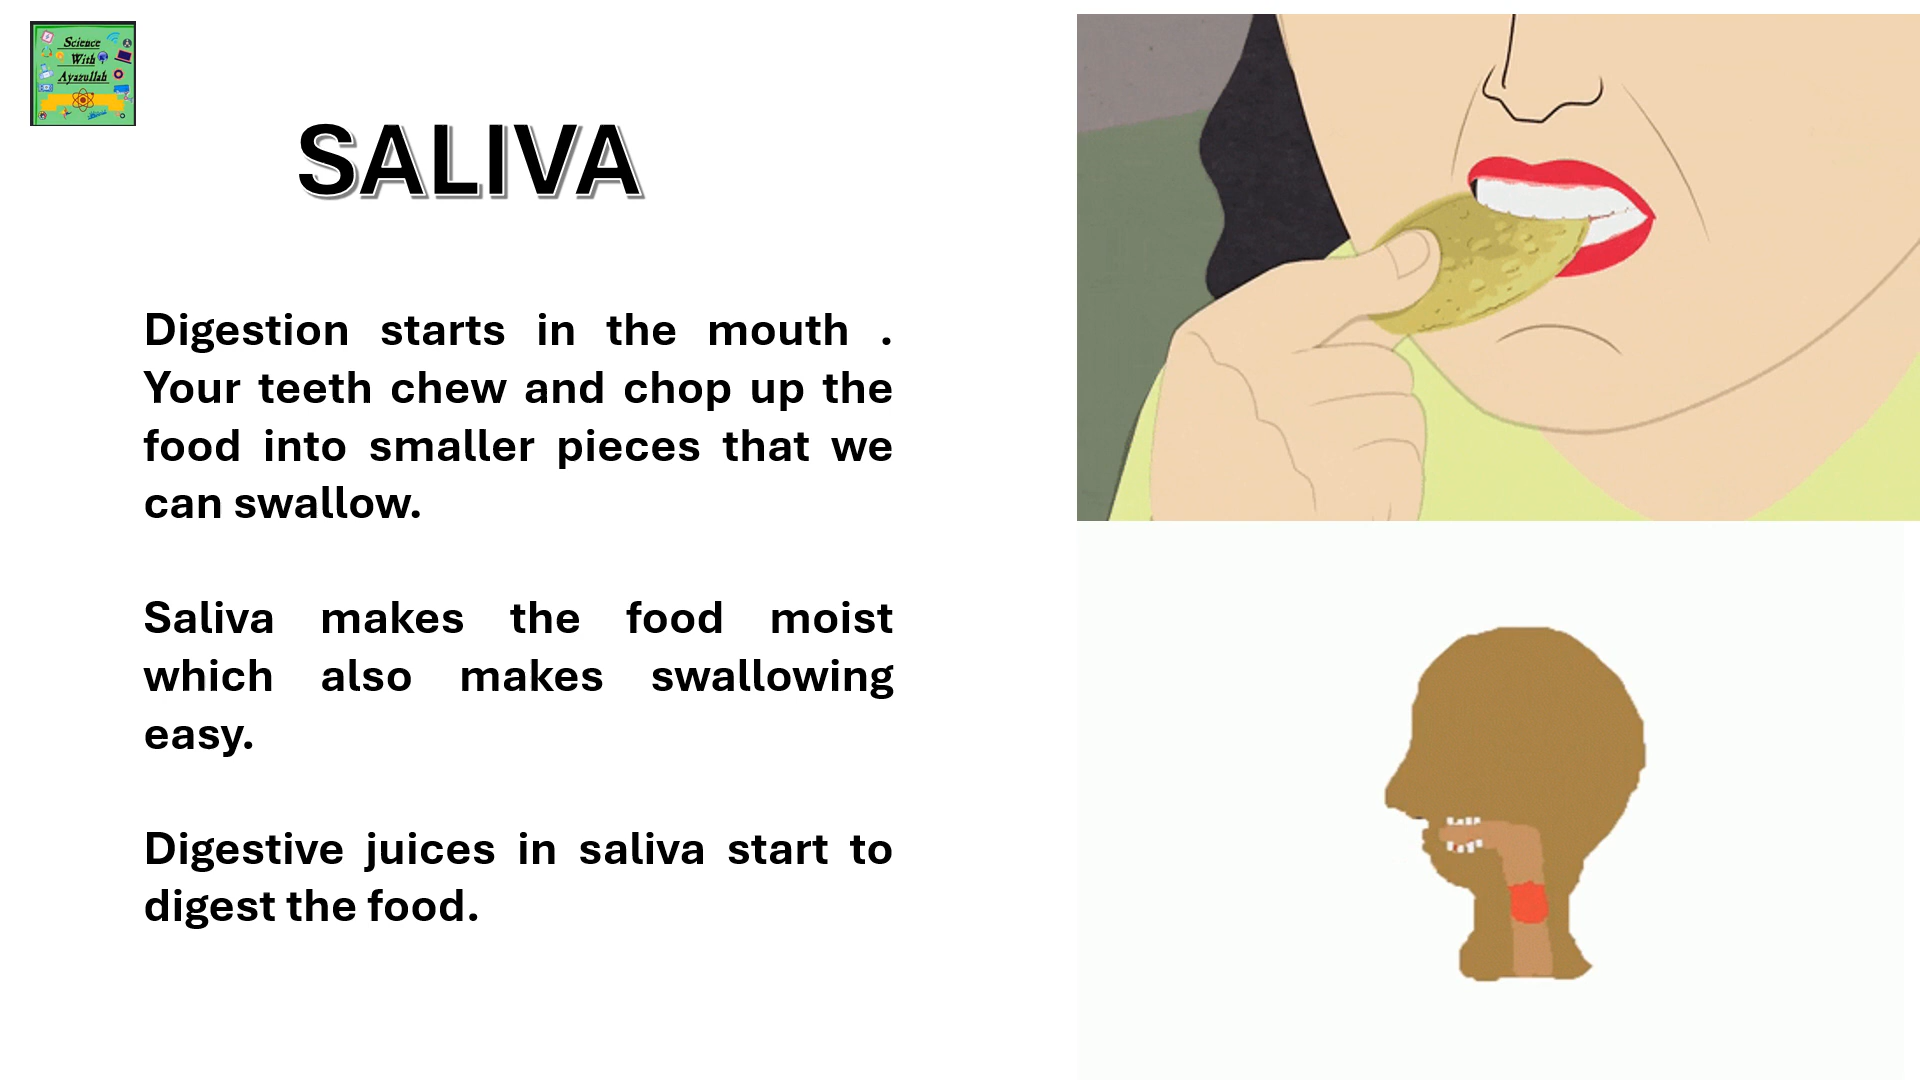 Science
With
Ayazullah
SALIVA
Digestion starts in the mouth .
Your teeth chew and chop up the
food into smaller pieces that we
can swallow.
Saliva makes the food moist
which also makes swallowing
easy.
Digestive juices in saliva start to
digest the food.